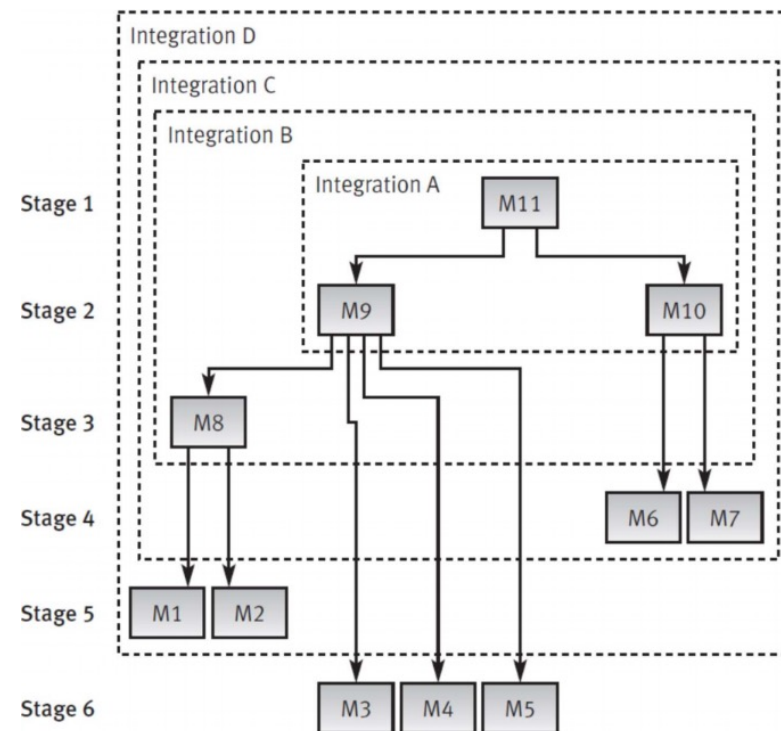 Integration D
Integration C
Integration B
Integration A
Stage 1
M11
Stage 2
M9
M10
Stage 3
M8
Stage 4
M6
M7
Stage 5
M1
M2
Stage 6
M3
M4
M5